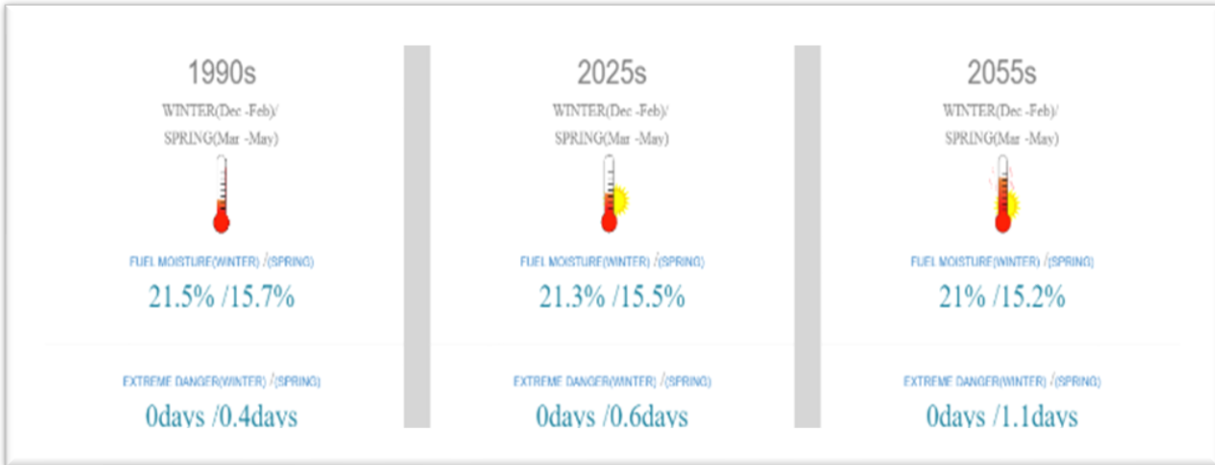 1990s
WINTER(Dec -Feb)/
SPRING(Mar -May)
FUEL MOISTURE(WINTER) /(SPRING)
21.5% /15.7%
EXTREME DANGER(WINTER) /(SPRING)
0days /0.4days
2025s
WINTER(Dec -Feb)/
SPRING(Mar -May)
FUEL MOISTURE(WINTER) /(SPRING)
21.3% /15.5%
EXTREME DANGER(WINTER) /(SPRING)
0days /0.6days
2055s
WINTER(Dec -Feb)/
SPRING(Mar -May)
FUEL MOISTURE(WINTER) /(SPRING)
21% /15.2%
EXTREME DANGER(WINTER) /(SPRING)
0days /1.1days